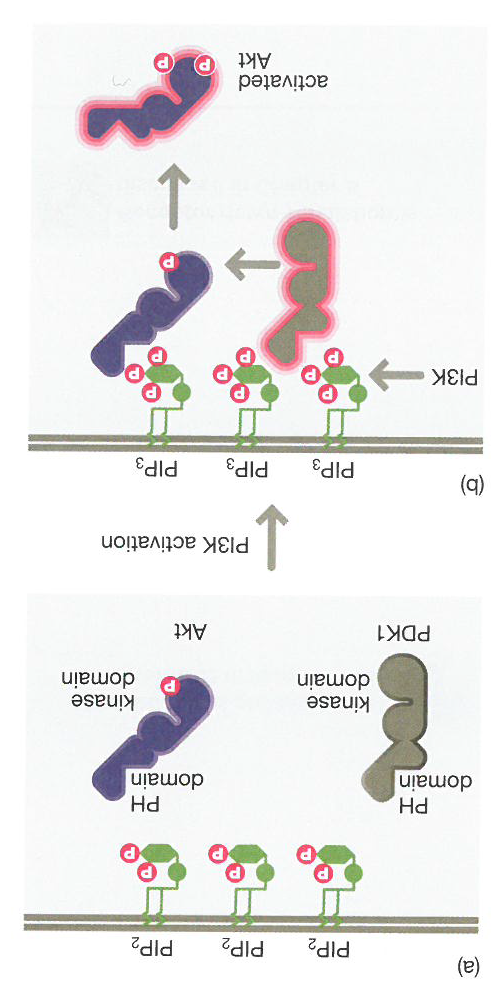 (a)
PIP2 PIP2 PIP2
PH
domain
PH
domain
kinase
domain
kinase
domain
PDK1
Akt
PI3K activation
(b)
PIP3 PIP3 PIP3
PI3K
activated
Akt
P P P P P P
P
P P P P P P P P P
P
P P